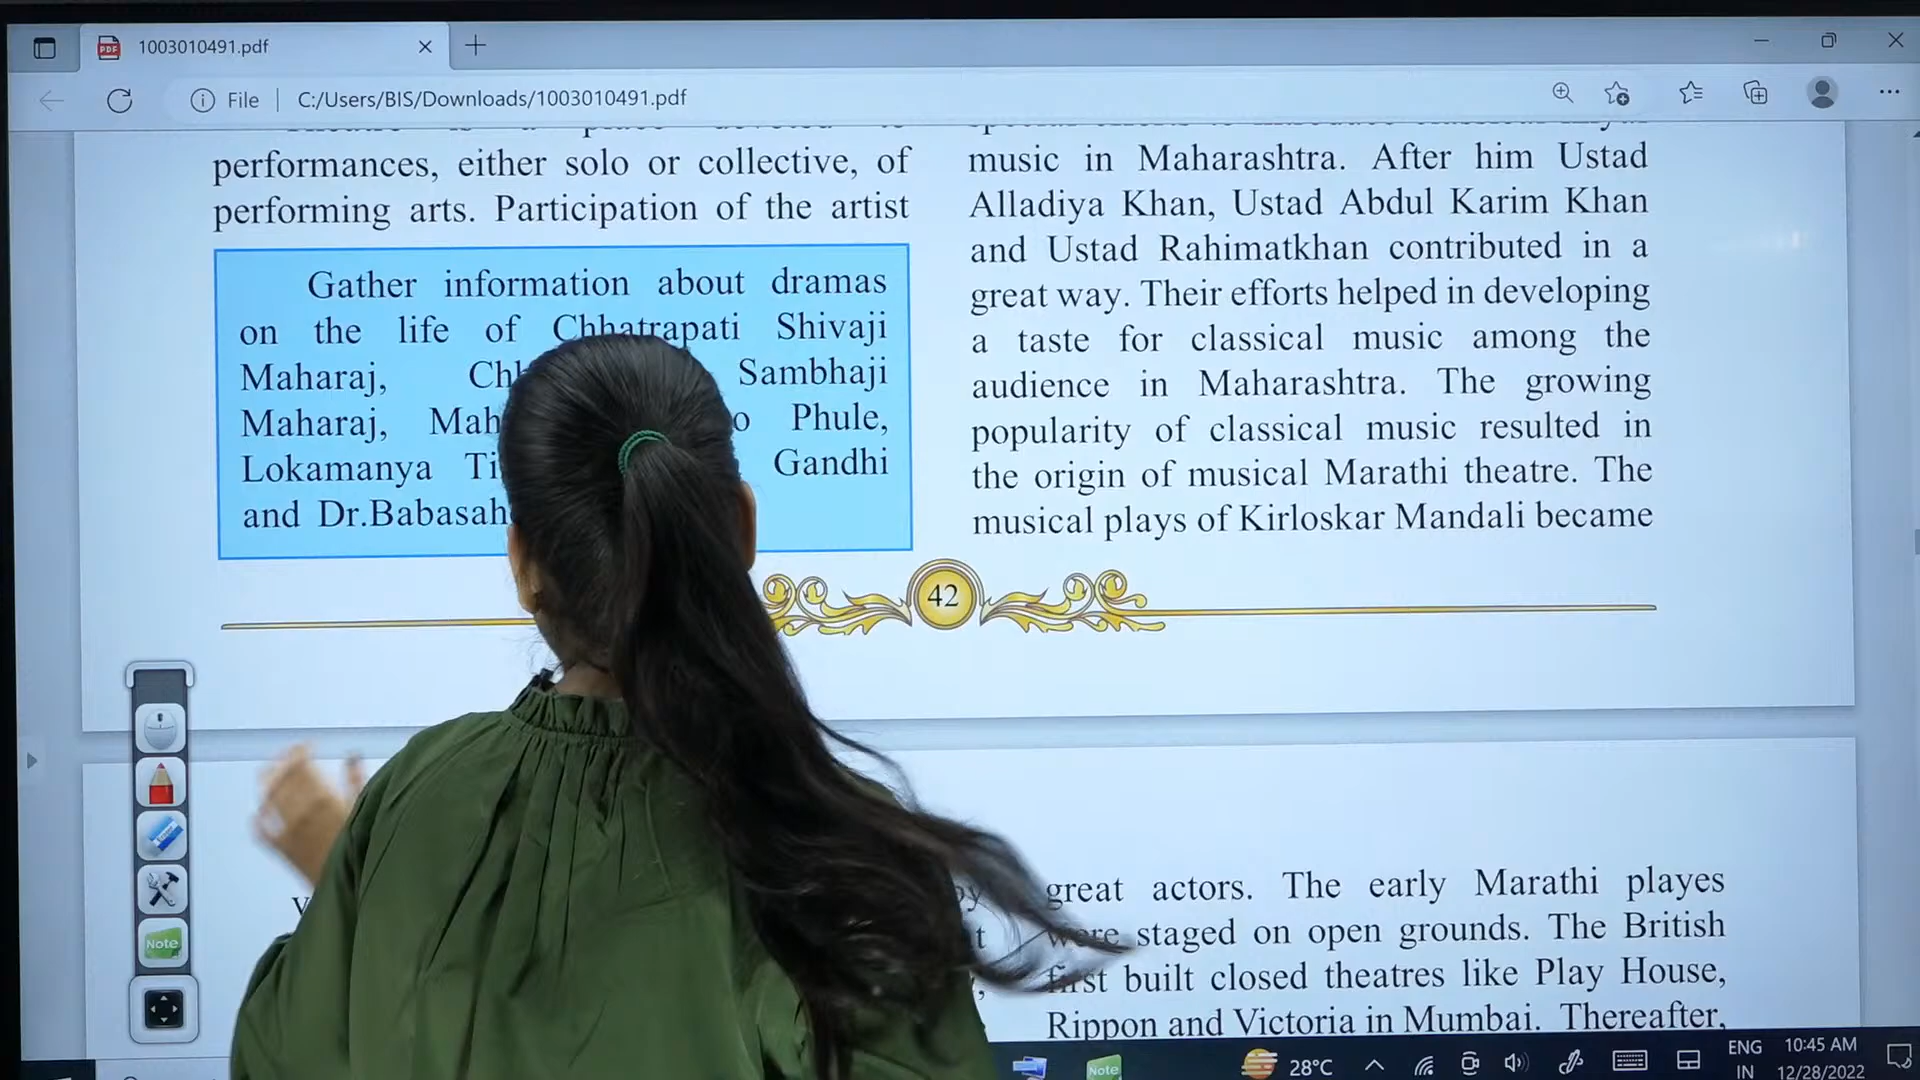 1003010491.pdf
File
C:/Users/BIS/Downloads/1003010491.pdf
performances, either solo or collective, of
performing arts. Participation of the artist
Gather information about dramas
on the life of Chhatrapati Shivaji
Maharaj, Sambhaji
Maharaj, Phule,
Lokamanya Gandhi
and
music in Maharashtra. After him Ustad
Alladiya Khan, Ustad Abdul Karim Khan
and Ustad Rahimatkhan contributed in a
great way. Their efforts helped in developing
a taste for classical music among the
audience in Maharashtra. The growing
popularity of classical music resulted in
the origin of musical Marathi theatre. The
musical plays of Kirloskar Mandali became
42
great actors. The early Marathi playes
were staged on open grounds. The British
first built closed theatres like Play House,
Rippon and Victoria in Mumbai. Thereafter,
Note
Note
28°C
ENG
IN
10:45 AM
12/28/2022